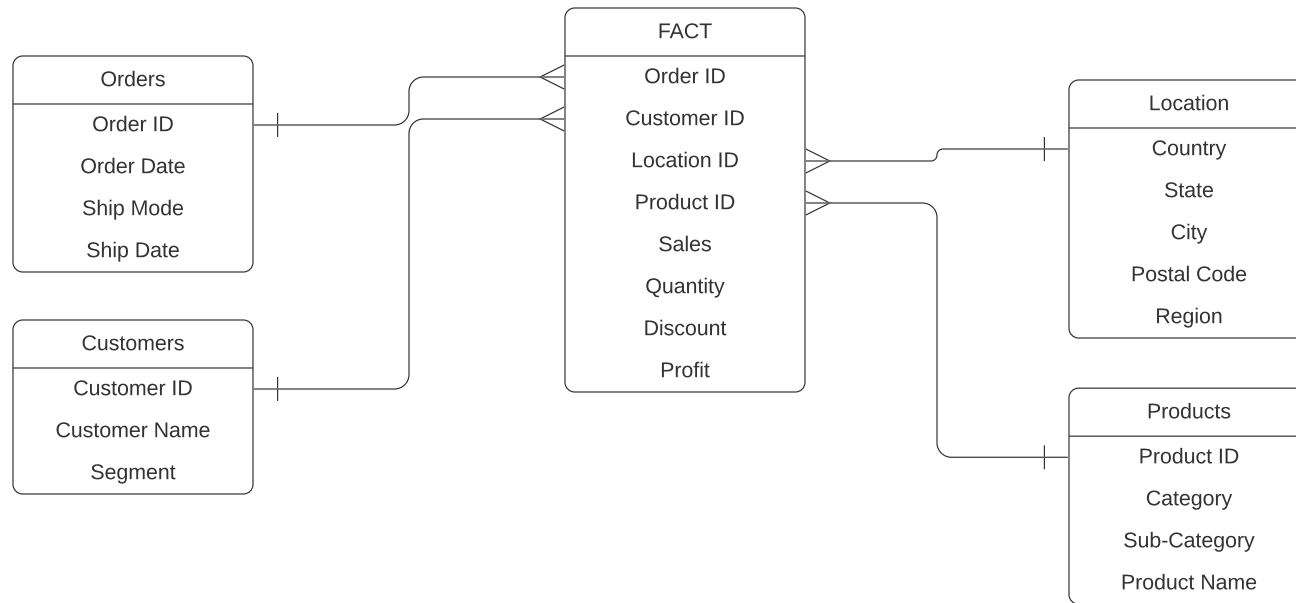 Orders
Order ID
Order Date
Ship Mode
Ship Date
Customers
Customer ID
Customer Name
Segment
FACT
Order ID
Customer ID
Location ID
Product ID
Sales
Quantity
Discount
Profit
Location
Country
State
City
Postal Code
Region
Products
Product ID
Category
Sub-Category
Product Name